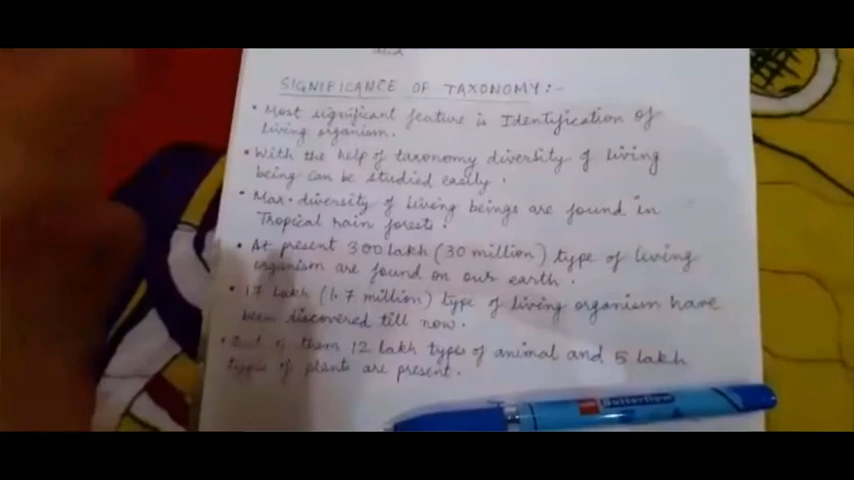 SIGNIFICANCE OF TAXONOMY:-
• Most significant feature is Identification of
living organism.
• With the help of taxonomy diversity of living
being can be studied easily.
• Max. diversity of living beings are found in
Tropical rain forests.
• At present 300 lakh (30 million) type of living
organism are found on our earth.
• 17 lakh (1.7 million) type of living organism have
been discovered till now.
• Out of them 12 lakh types of animal and 5 lakh
types of plants are present.
Butterflow